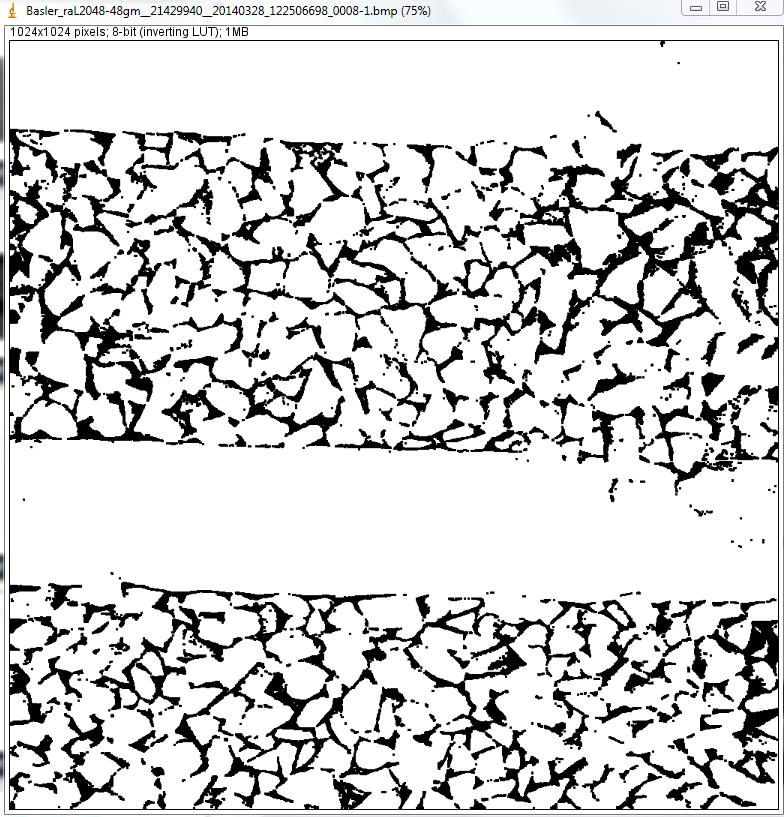 Basler_raL2048-48gm__21429940__20140328_122506698_0008-1.bmp (75%)
1024x1024 pixels; 8-bit (inverting LUT); 1MB